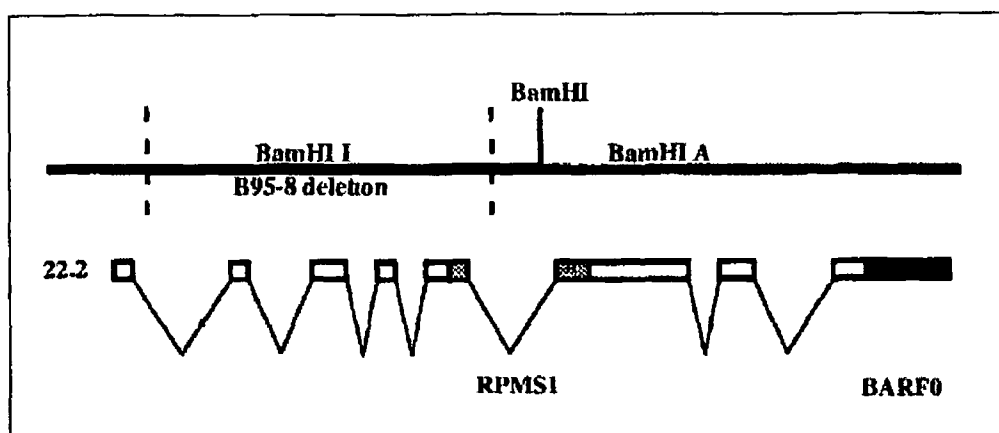 BamHI
BamHI I BamHI A
B95-8 deletion
22.2
RPMS1 BARF0